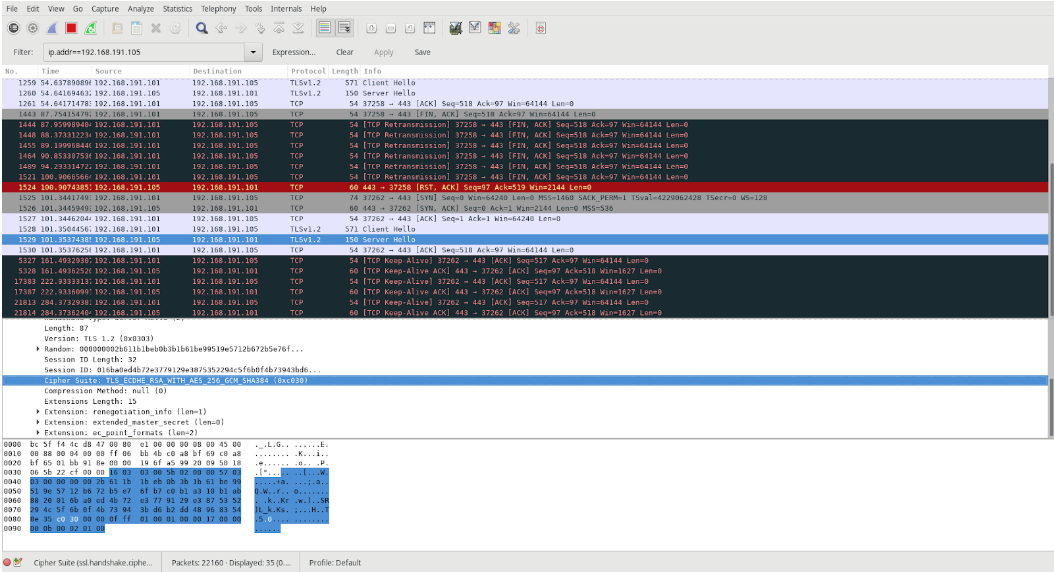 File Edit View Go Capture Analyze Statistics Telephony Tools Internals Help
Filter: ip.addr==192.168.191.105 Expression... Clear Apply Save
No. Time Source Destination Protocol Length Info
1259 54.637890896 192.168.191.101 192.168.191.105 TLSv1.2 571 Client Hello
1260 54.641694632 192.168.191.105 192.168.191.101 TLSv1.2 150 Server Hello
1261 54.641714783 192.168.191.101 192.168.191.105 TCP 54 37258 → 443 [ACK] Seq=518 Ack=97 Win=64144 Len=0
1443 87.754154792 192.168.191.101 192.168.191.105 TCP 54 37258 → 443 [FIN, ACK] Seq=518 Ack=97 Win=64144 Len=0
1444 87.959989404 192.168.191.101 192.168.191.105 TCP 54 [TCP Retransmission] 37258 → 443 [FIN, ACK] Seq=518 Ack=97 Win=64144 Len=0
1448 88.373312234 192.168.191.101 192.168.191.105 TCP 54 [TCP Retransmission] 37258 → 443 [FIN, ACK] Seq=518 Ack=97 Win=64144 Len=0
1455 89.199968446 192.168.191.101 192.168.191.105 TCP 54 [TCP Retransmission] 37258 → 443 [FIN, ACK] Seq=518 Ack=97 Win=64144 Len=0
1464 90.853307536 192.168.191.101 192.168.191.105 TCP 54 [TCP Retransmission] 37258 → 443 [FIN, ACK] Seq=518 Ack=97 Win=64144 Len=0
1489 94.293314722 192.168.191.101 192.168.191.105 TCP 54 [TCP Retransmission] 37258 → 443 [FIN, ACK] Seq=518 Ack=97 Win=64144 Len=0
1521 100.90665664 192.168.191.101 192.168.191.105 TCP 54 [TCP Retransmission] 37258 → 443 [FIN, ACK] Seq=518 Ack=97 Win=64144 Len=0
1524 100.90743853 192.168.191.105 192.168.191.101 TCP 60 443 → 37258 [RST, ACK] Seq=97 Ack=519 Win=2144 Len=0
1525 101.34417491 192.168.191.101 192.168.191.105 TCP 74 37262 → 443 [SYN] Seq=0 Win=64240 Len=0 MSS=1460 SACK_PERM=1 TSval=4229062428 TSecr=0 WS=128
1526 101.34459491 192.168.191.105 192.168.191.101 TCP 60 443 → 37262 [SYN, ACK] Seq=0 Ack=1 Win=2144 Len=0 MSS=536
1527 101.34462044 192.168.191.101 192.168.191.105 TCP 54 37262 → 443 [ACK] Seq=1 Ack=1 Win=64240 Len=0
1528 101.35044567 192.168.191.101 192.168.191.105 TLSv1.2 571 Client Hello
1529 101.35374385 192.168.191.105 192.168.191.101 TLSv1.2 150 Server Hello
1530 101.35376258 192.168.191.101 192.168.191.105 TCP 54 37262 → 443 [ACK] Seq=518 Ack=97 Win=64144 Len=0
5327 161.49329307 192.168.191.101 192.168.191.105 TCP 54 [TCP Keep-Alive] 37262 → 443 [ACK] Seq=517 Ack=97 Win=64144 Len=0
5328 161.49362520 192.168.191.105 192.168.191.101 TCP 60 [TCP Keep-Alive ACK] 443 → 37262 [ACK] Seq=97 Ack=518 Win=1627 Len=0
17383 222.93333137 192.168.191.101 192.168.191.105 TCP 54 [TCP Keep-Alive] 37262 → 443 [ACK] Seq=517 Ack=97 Win=64144 Len=0
17387 222.93360997 192.168.191.105 192.168.191.101 TCP 60 [TCP Keep-Alive ACK] 443 → 37262 [ACK] Seq=97 Ack=518 Win=1627 Len=0
21813 284.37329383 192.168.191.101 192.168.191.105 TCP 54 [TCP Keep-Alive] 37262 → 443 [ACK] Seq=517 Ack=97 Win=64144 Len=0
21814 284.37362404 192.168.191.105 192.168.191.101 TCP 60 [TCP Keep-Alive ACK] 443 → 37262 [ACK] Seq=97 Ack=518 Win=1627 Len=0
Length: 87
Version: TLS 1.2 (0x0303)
Random: 000000002b611b1beb0b3b1b61be99519e5712b672b5e76f...
Session ID Length: 32
Session ID: 016ba0ed4b72e3779129e3875352294c5f6b0f4b73943bd6...
Cipher Suite: TLS_ECDHE_RSA_WITH_AES_256_GCM_SHA384 (0xc030)
Compression Method: null (0)
Extensions Length: 15
Extension: renegotiation_info (len=1)
Extension: extended_master_secret (len=0)
Extension: ec_point_formats (len=2)
0000 bc 5f f4 4c d8 47 00 80 e1 00 00 00 08 00 45 00 ._.L.G.. ......E.
0010 00 88 00 04 00 00 ff 06 bb 4b c0 a8 bf 69 c0 a8 ........ .K...i..
0020 bf 65 01 bb 91 8e 00 00 19 6f a5 99 20 09 50 18 .e...... .o.. .P.
0030 06 5b 22 cf 00 00 16 03 03 00 5b 02 00 00 57 03 .["..... ..[...W.
0040 03 00 00 00 00 2b 61 1b 1b eb 0b 3b 1b 61 be 99 .....+a. ...;.a..
0050 51 9e 57 12 b6 72 b5 e7 6f b7 c0 b1 a3 10 b1 ab Q.W..r.. o.......
0060 88 20 01 6b a0 ed 4b 72 e3 77 91 29 e3 87 53 52 . .k..Kr .w.)..SR
0070 29 4c 5f 6b 0f 4b 73 94 3b d6 b2 dd 48 96 83 54 )L_k.Ks. ;...H..T
0080 8e 35 c0 30 00 00 0f ff 01 00 01 00 00 17 00 00 .5.0.... ........
0090 00 0b 00 02 01 00 ......
Cipher Suite (ssl.handshake.ciphe... Packets: 22160 · Displayed: 35 (0.... Profile: Default